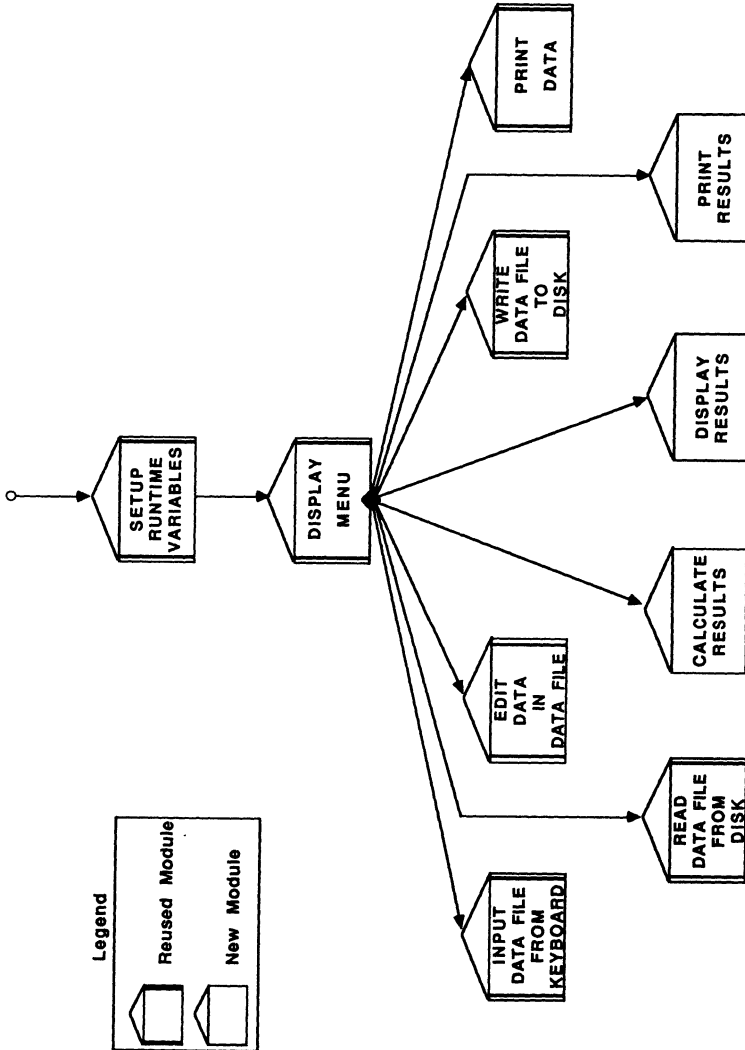 Legend
Reused Module
New Module
SETUP
RUNTIME
VARIABLES
DISPLAY
MENU
INPUT
DATA FILE
FROM
KEYBOARD
EDIT
DATA
IN
DATA FILE
WRITE
DATA FILE
TO
DISK
PRINT
DATA
READ
DATA FILE
FROM
DISK
CALCULATE
RESULTS
DISPLAY
RESULTS
PRINT
RESULTS